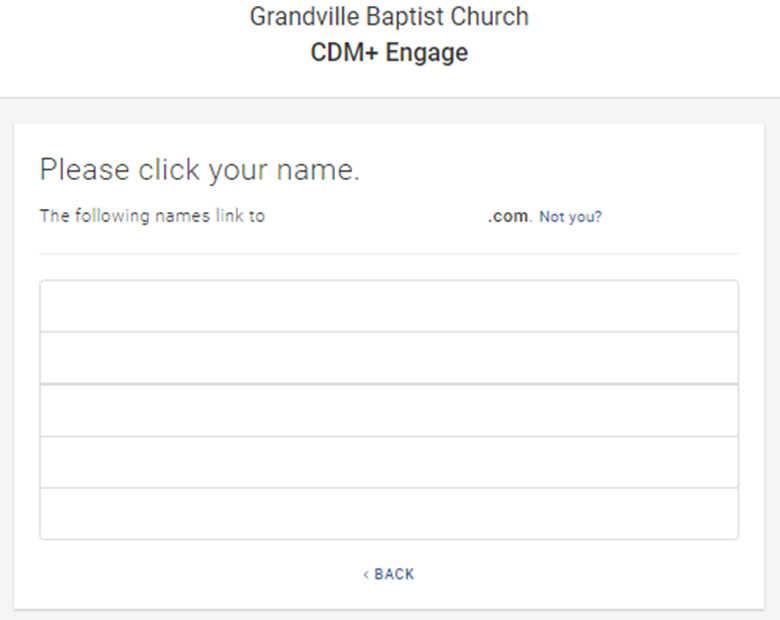 Grandville Baptist Church
CDM+ Engage
Please click your name.
The following names link to .com. Not you?
< BACK